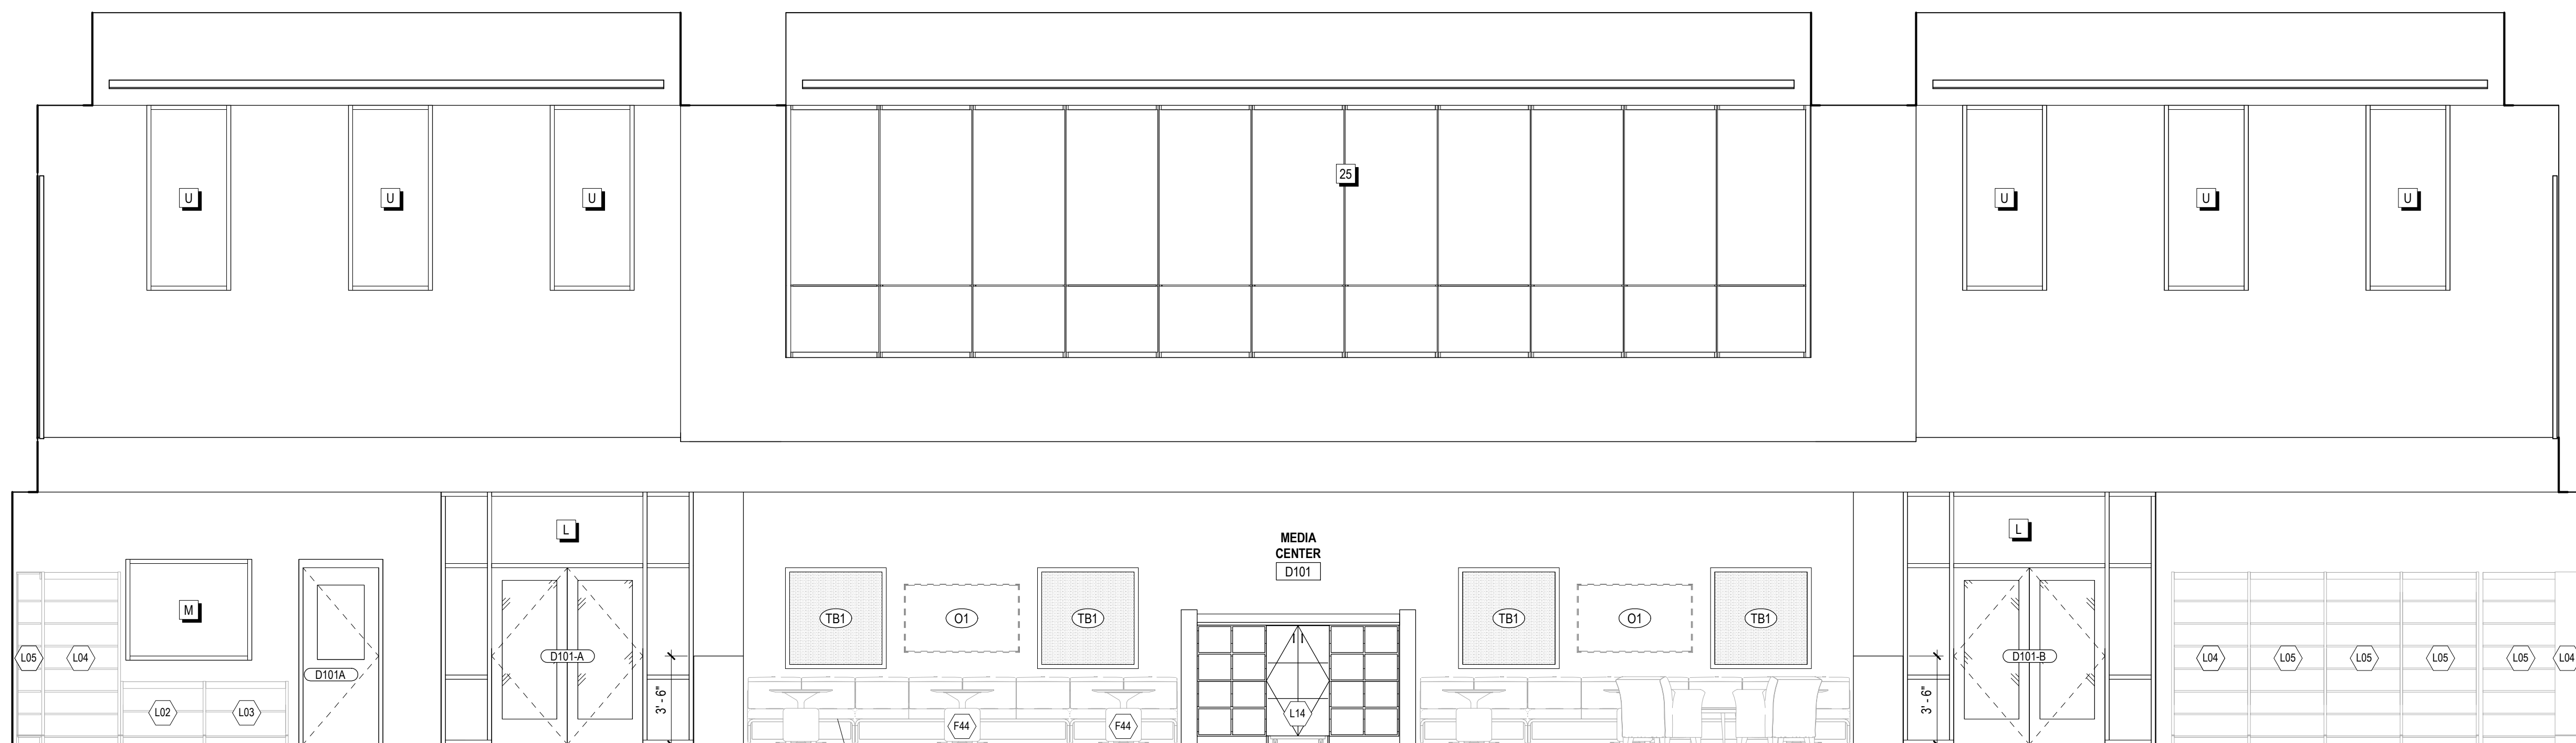 25
U
U
U
U
U
U
L
L
MEDIA
CENTER
D101
M
TB1
O1
TB1
TB1
O1
TB1
L05
L04
D101A
D101-A
D101-B
L04
L05
L05
L05
L05
L04
3' - 6"
3' - 6"
L02
L03
F44
F44
L14